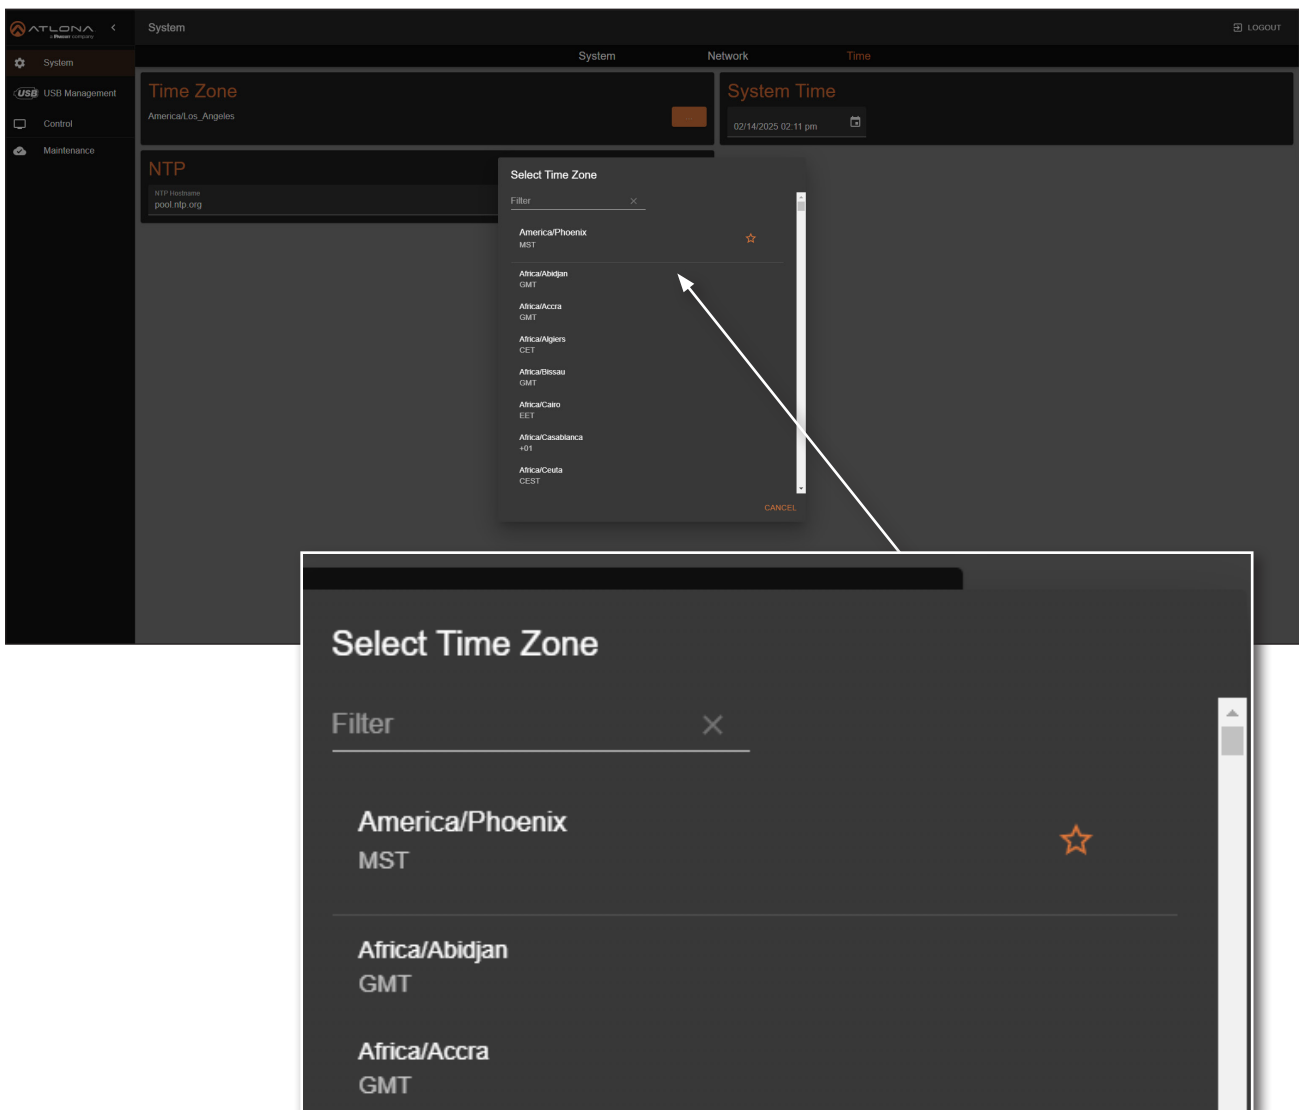 ATLONA
System
LOGOUT
System
USB Management
Control
Maintenance
System Network Time
Time Zone
America/Los_Angeles
System Time
02/14/2025 02:11 pm
NTP
NTP Hostname
pool.ntp.org
Select Time Zone
Filter
America/Phoenix
MST
Africa/Abidjan
GMT
Africa/Accra
GMT
Africa/Algiers
CET
Africa/Bissau
GMT
Africa/Cairo
EET
Africa/Casablanca
+01
Africa/Ceuta
CEST
CANCEL
Select Time Zone
Filter
America/Phoenix
MST
Africa/Abidjan
GMT
Africa/Accra
GMT